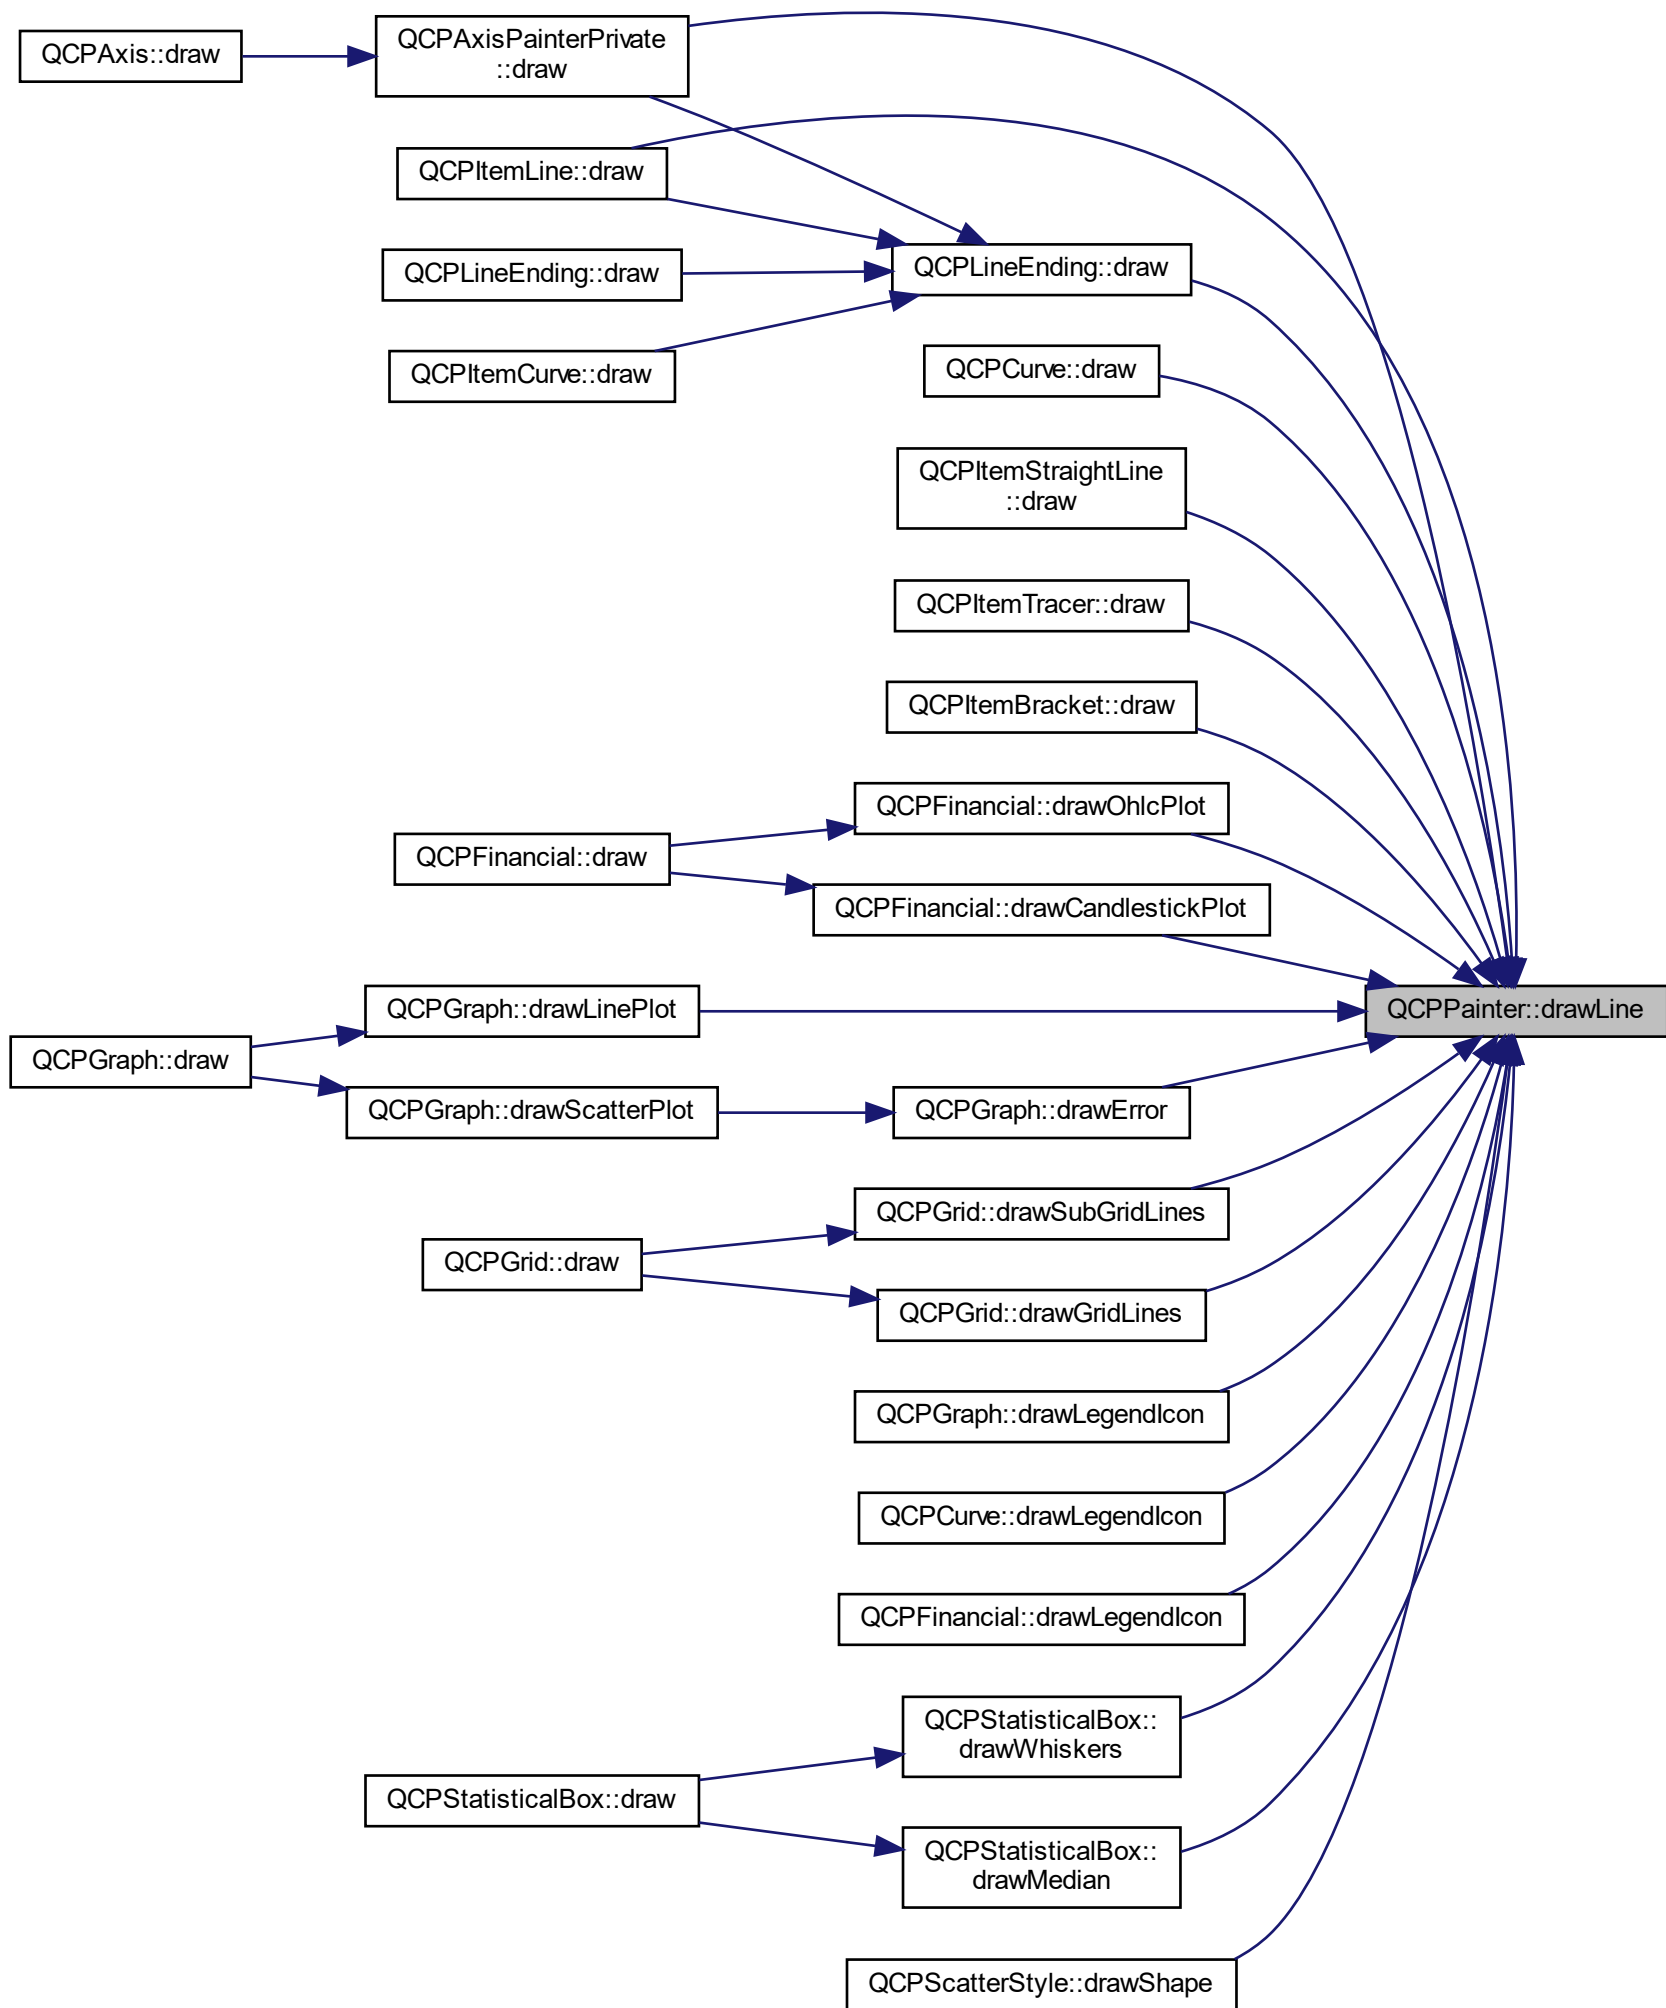 QCPAxis::draw
QCPAxisPainterPrivate
::draw
QCPItemLine::draw
QCPLineEnding::draw
QCPLineEnding::draw
QCPItemCurve::draw
QCPCurve::draw
QCPItemStraightLine
::draw
QCPItemTracer::draw
QCPItemBracket::draw
QCPFinancial::drawOhlcPlot
QCPFinancial::draw
QCPFinancial::drawCandlestickPlot
QCPGraph::drawLinePlot
QCPPainter::drawLine
QCPGraph::draw
QCPGraph::drawScatterPlot
QCPGraph::drawError
QCPGrid::drawSubGridLines
QCPGrid::draw
QCPGrid::drawGridLines
QCPGraph::drawLegendIcon
QCPCurve::drawLegendIcon
QCPFinancial::drawLegendIcon
QCPStatisticalBox::
drawWhiskers
QCPStatisticalBox::draw
QCPStatisticalBox::
drawMedian
QCPScatterStyle::drawShape